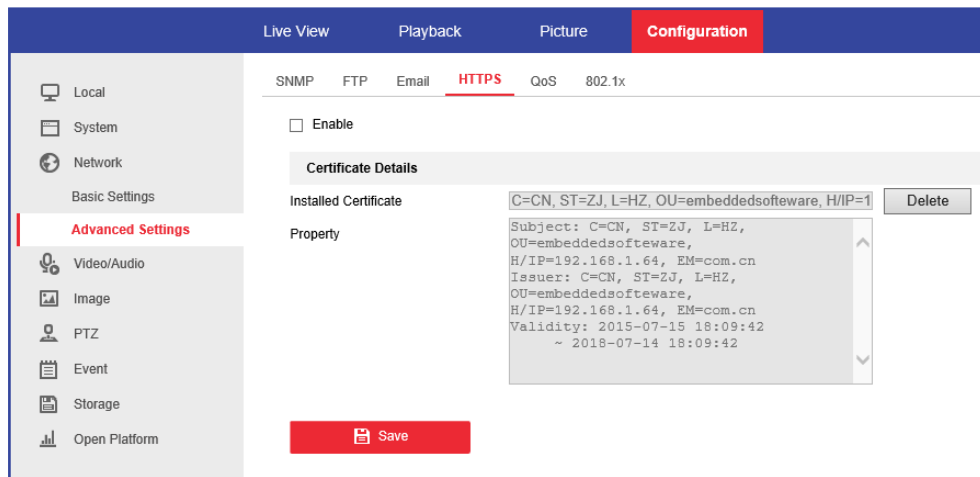 Live View Playback Picture Configuration
Local
System
Network
Basic Settings
Advanced Settings
Video/Audio
Image
PTZ
Event
Storage
Open Platform
SNMP FTP Email HTTPS QoS 802.1x
Enable
Certificate Details
Installed Certificate C=CN, ST=ZJ, L=HZ, OU=embeddedsofteware, H/IP=1 Delete
Property
Subject: C=CN, ST=ZJ, L=HZ,
OU=embeddedsofteware,
H/IP=192.168.1.64, EM=com.cn
Issuer: C=CN, ST=ZJ, L=HZ,
OU=embeddedsofteware,
H/IP=192.168.1.64, EM=com.cn
Validity: 2015-07-15 18:09:42
~ 2018-07-14 18:09:42
Save